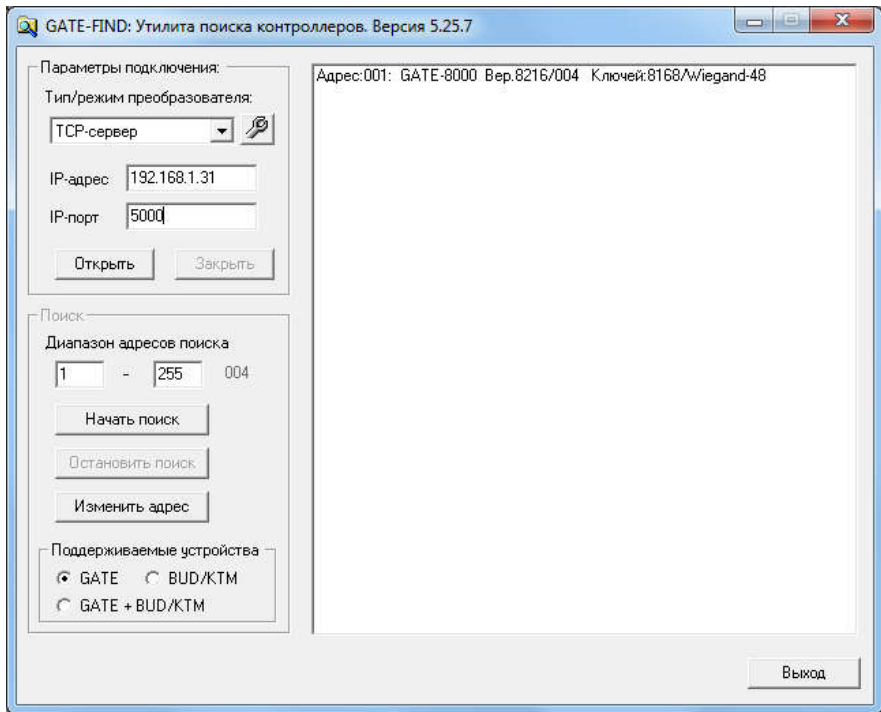 GATE-FIND: Утилита поиска контроллеров. Версия 5.25.7
Параметры подключения:
Тип/режим преобразователя:
TCP-сервер
IP-адрес 192.168.1.31
IP-порт 5000
Открыть Закрыть
Поиск
Диапазон адресов поиска
1 - 255 004
Начать поиск
Остановить поиск
Изменить адрес
Поддерживаемые устройства
GATE BUD/KTM
GATE + BUD/KTM
Адрес:001: GATE-8000 Вер.8216/004 Ключей:8168/Wiegand-48
Выход